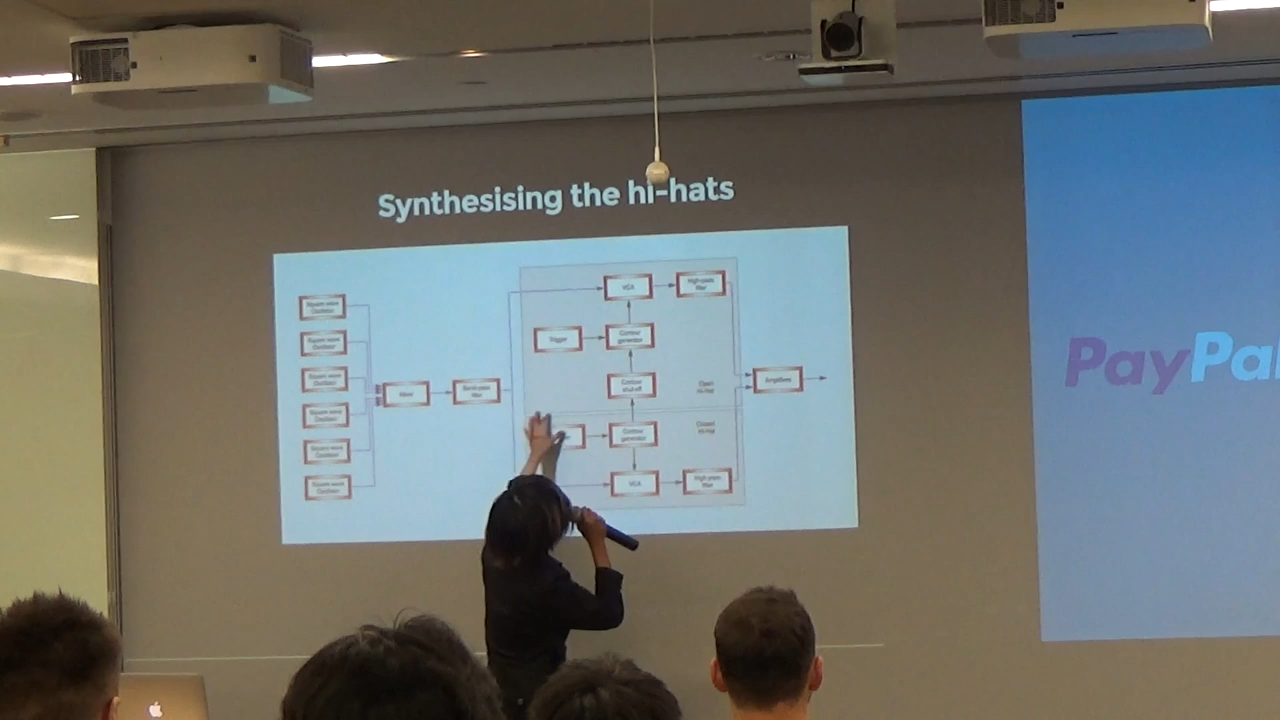 Synthesising the hi-hats
Square wave
Oscillator
Square wave
Oscillator
Square wave
Oscillator
Square wave
Oscillator
Square wave
Oscillator
Square wave
Oscillator
Mixer
Band-pass
filter
VCA
High-pass
filter
Trigger
Contour
generator
Contour
shut-off
Open
Hi-Hat
Closed
Hi-Hat
Contour
generator
VCA
High-pass
filter
Amplifiers
PayPal